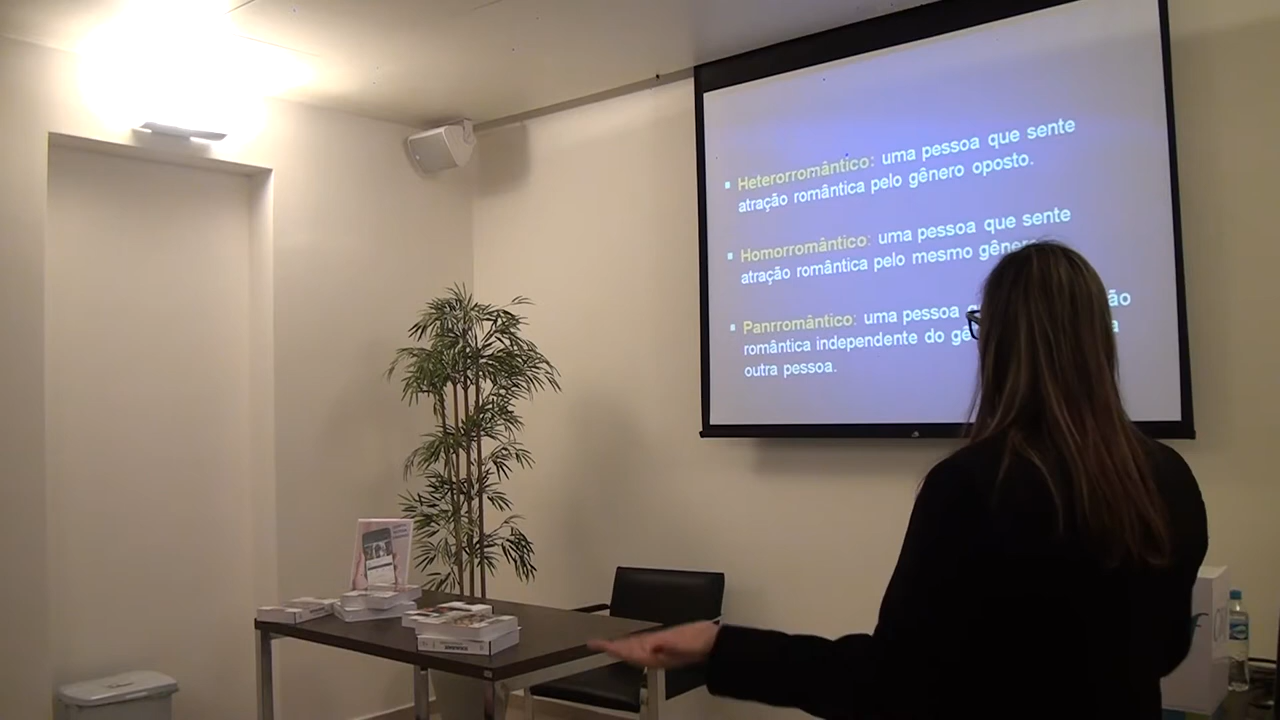 Heterorromântico: uma pessoa que sente
atração romântica pelo gênero oposto.
Homorromântico: uma pessoa que sente
atração romântica pelo mesmo gênero
Panrromântico: uma pessoa
romântica independente do
outra pessoa.